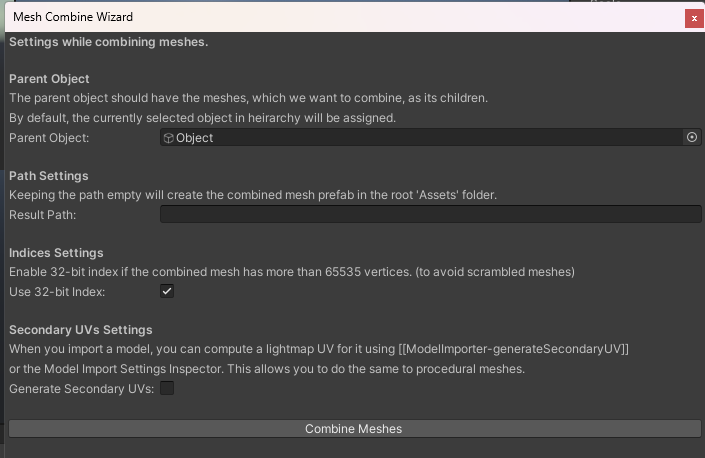 Mesh Combine Wizard
x
Settings while combining meshes.
Parent Object
The parent object should have the meshes, which we want to combine, as its children.
By default, the currently selected object in heirarchy will be assigned.
Parent Object:
Object
Path Settings
Keeping the path empty will create the combined mesh prefab in the root 'Assets' folder.
Result Path:
Indices Settings
Enable 32-bit index if the combined mesh has more than 65535 vertices. (to avoid scrambled meshes)
Use 32-bit Index:
Secondary UVs Settings
When you import a model, you can compute a lightmap UV for it using [[ModelImporter-generateSecondaryUV]]
or the Model Import Settings Inspector. This allows you to do the same to procedural meshes.
Generate Secondary UVs:
Combine Meshes